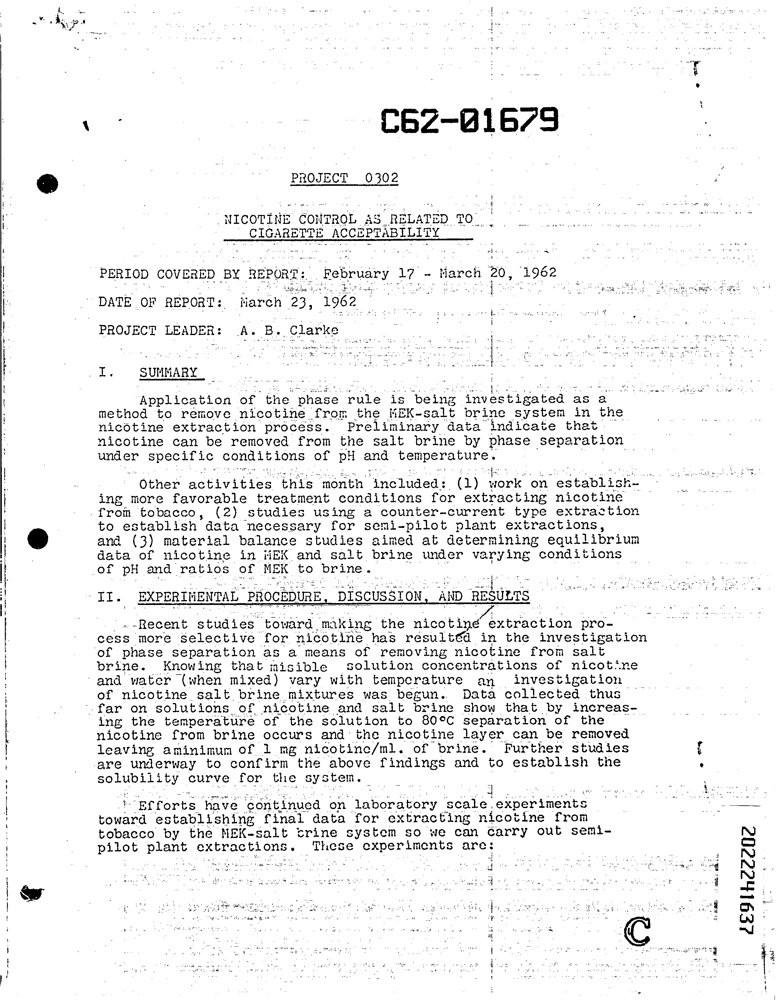 C62-01679
PROJECT 0302
NICOTINE CONTROL AS RELATED TO
CIGARETTE ACCEPTABILITY
PERIOD COVERED BY REPORT: February 17 - March 20, 1962
DATE OF REPORT: March 23, 1962
PROJECT LEADER: A. B. Clarke
I. SUMMARY
Application of the phase rule is being investigated as a
method to remove nicotine from the MEK-salt brine system in the
nicotine extraction process. Preliminary data indicate that
nicotine can be removed from the salt brine by phase separation
under specific conditions of pH and temperature.
Other activities this month included: (1) work on establish-
ing more favorable treatment conditions for extracting nicotine
from tobacco, (2) studies using a counter-current type extraction
to establish data necessary for semi-pilot plant extractions,
and (3) material balance studies aimed at determining equilibrium
data of nicotine in MEK and salt brine under varying conditions
of pH and ratios of MEK to brine.
II. EXPERIMENTAL PROCEDURE, DISCUSSION, AND RESULTS
Recent studies toward making the nicotine extraction pro-
cess more selective for nicotine has resulted in the investigation
of phase separation as a means of removing nicotine from salt
brine. Knowing that misible solution concentrations of nicotine
and water (when mixed) vary with temperature an investigation
of nicotine salt brine mixtures was begun. Data collected thus
far on solutions of nicotine and salt brine show that by increas-
ing the temperature of the solution to 80°C separation of the
nicotine from brine occurs and the nicotine layer can be removed
leaving aminimum of 1 mg nicotine/ml. of brine. Further studies
are underway to confirm the above findings and to establish the
solubility curve for the system.
Efforts have continued on laboratory scale experiments
toward establishing final data for extracting nicotine from
tobacco by the MEK-salt brine system so we can carry out semi-
pilot plant extractions. These experiments are:
2022241637
C